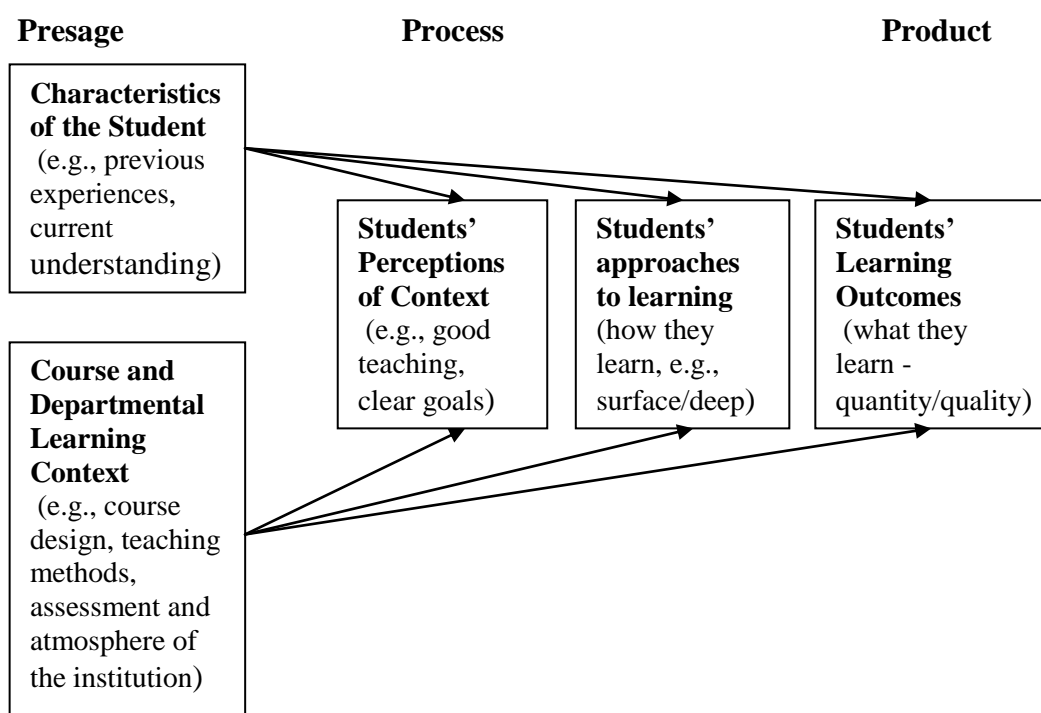 Presage Process Product
Characteristics
of the Student
(e.g., previous
experiences,
current
understanding)
Course and
Departmental
Learning
Context
(e.g., course
design, teaching
methods,
assessment and
atmosphere of
the institution)
Students’
Perceptions
of Context
(e.g., good
teaching,
clear goals)
Students’
approaches
to learning
(how they
learn, e.g.,
surface/deep)
Students’
Learning
Outcomes
(what they
learn -
quantity/quality)